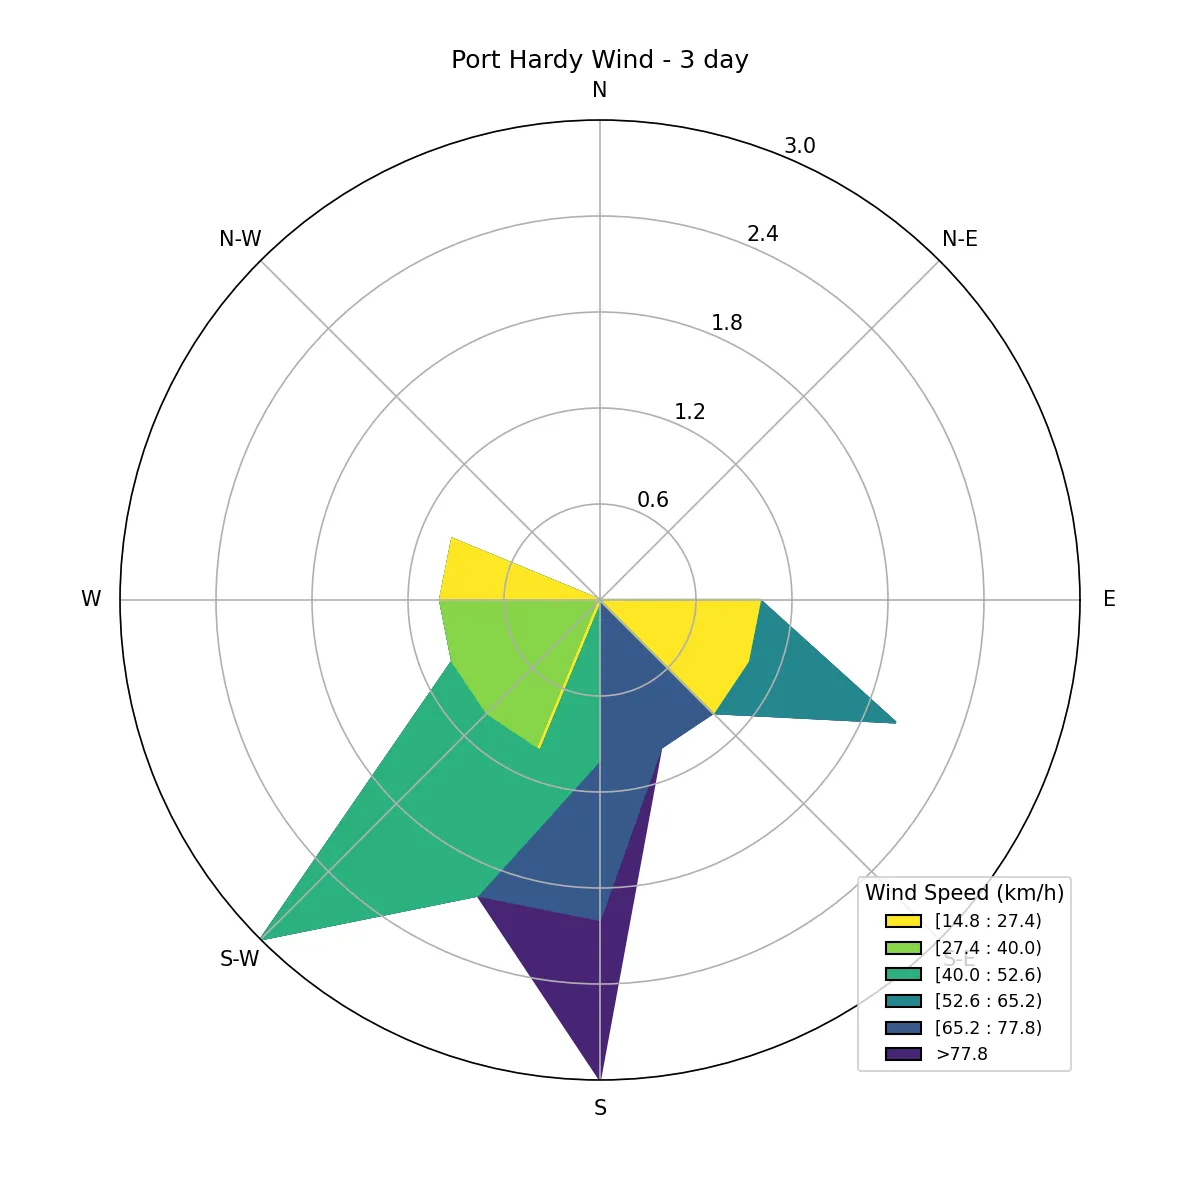 Port Hardy Wind - 3 day
N
3.0
N-W
N-E
2.4
1.8
1.2
0.6
W
E
S-W
S-E
S
Wind Speed (km/h)
[14.8 : 27.4)
[27.4 : 40.0)
[40.0 : 52.6)
[52.6 : 65.2)
[65.2 : 77.8)
>77.8